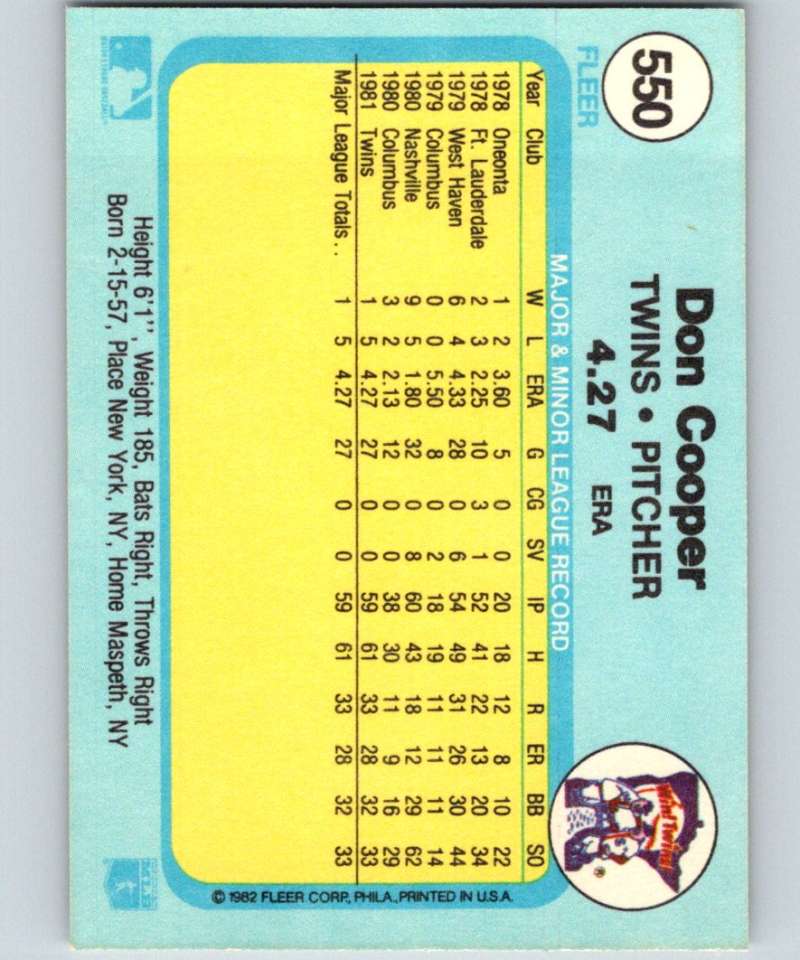 550
FLEER
Don Cooper
TWINS • PITCHER
4.27 ERA
Win! Twins!
®
MAJOR & MINOR LEAGUE RECORD
Year Club W L ERA G CG SV IP H R ER BB SO
1978 Oneonta 1 2 3.60 5 0 0 20 18 12 8 10 22
1978 Ft. Lauderdale 2 3 2.25 10 3 1 52 41 22 13 20 34
1979 West Haven 6 4 4.33 28 0 6 54 49 31 26 30 44
1979 Columbus 0 0 5.50 8 0 2 18 19 11 11 11 14
1980 Nashville 9 5 1.80 32 0 8 60 43 18 12 29 62
1980 Columbus 3 2 2.13 12 0 0 38 30 11 9 16 29
1981 Twins 1 5 4.27 27 0 0 59 61 33 28 32 33
Major League Totals . . 1 5 4.27 27 0 0 59 61 33 28 32 33
© 1982 FLEER CORP., PHILA., PRINTED IN U.S.A.
Height 6'1", Weight 185, Bats Right, Throws Right
Born 2-15-57, Place New York, NY, Home Maspeth, NY